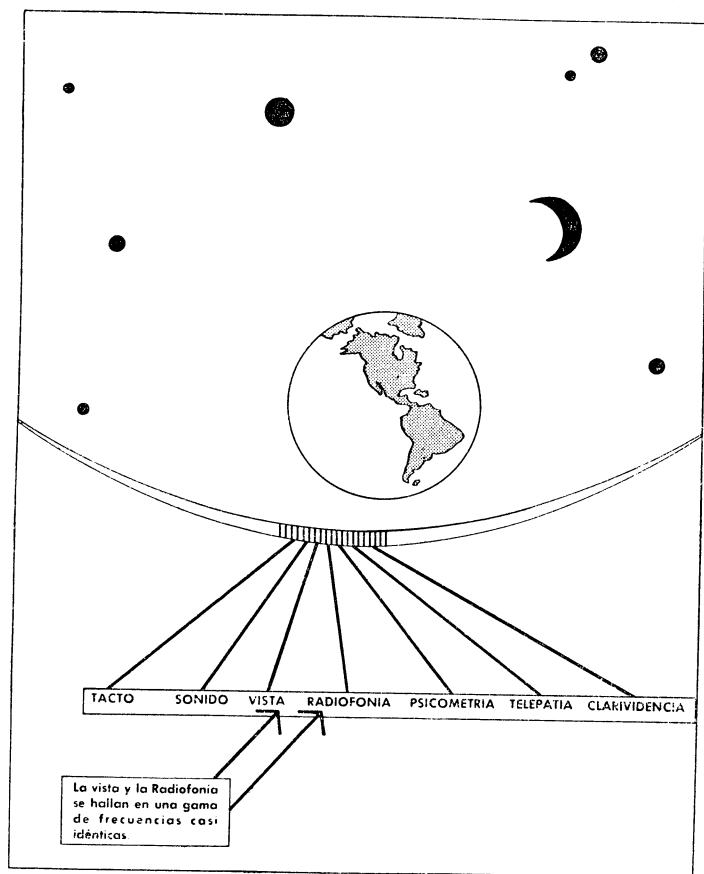 TACTO SONIDO VISTA RADIOFONIA PSICOMETRIA TELEPATIA CLARIVIDENCIA
La vista y la Radiofonía
se hallan en una gama
de frecuencias casi
idénticas.